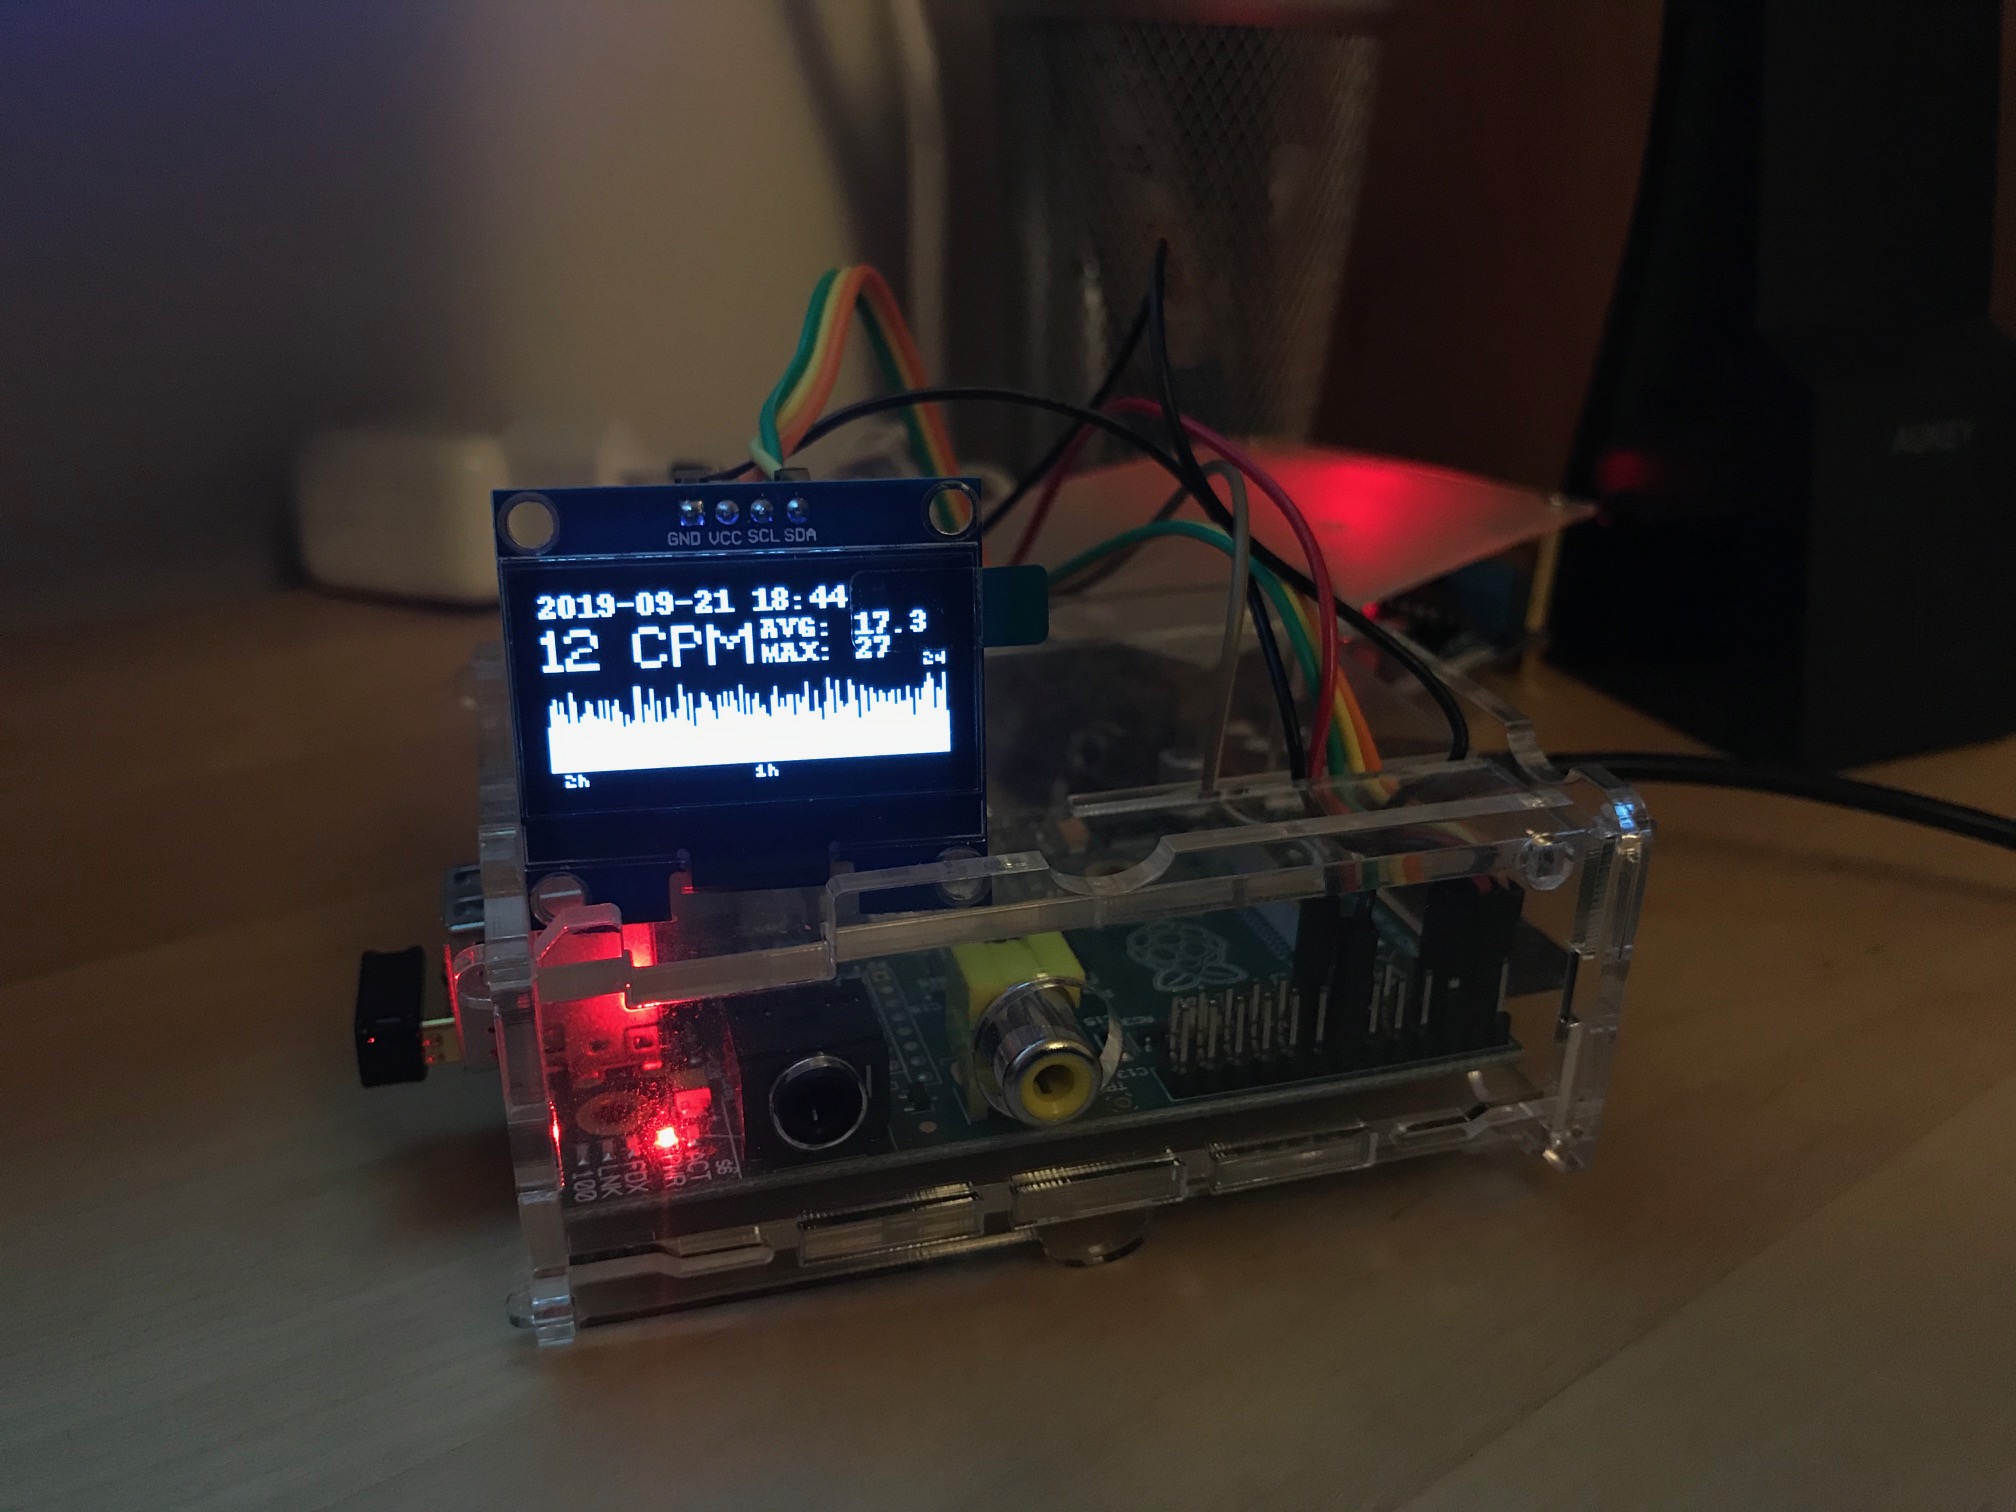 GND VCC SCL SDA
2019-09-21 18:44
12 CPM
AVG: 17.3
MAX: 27
24
2h 1h
ACT
PWR
FDX
LNK
100
S6